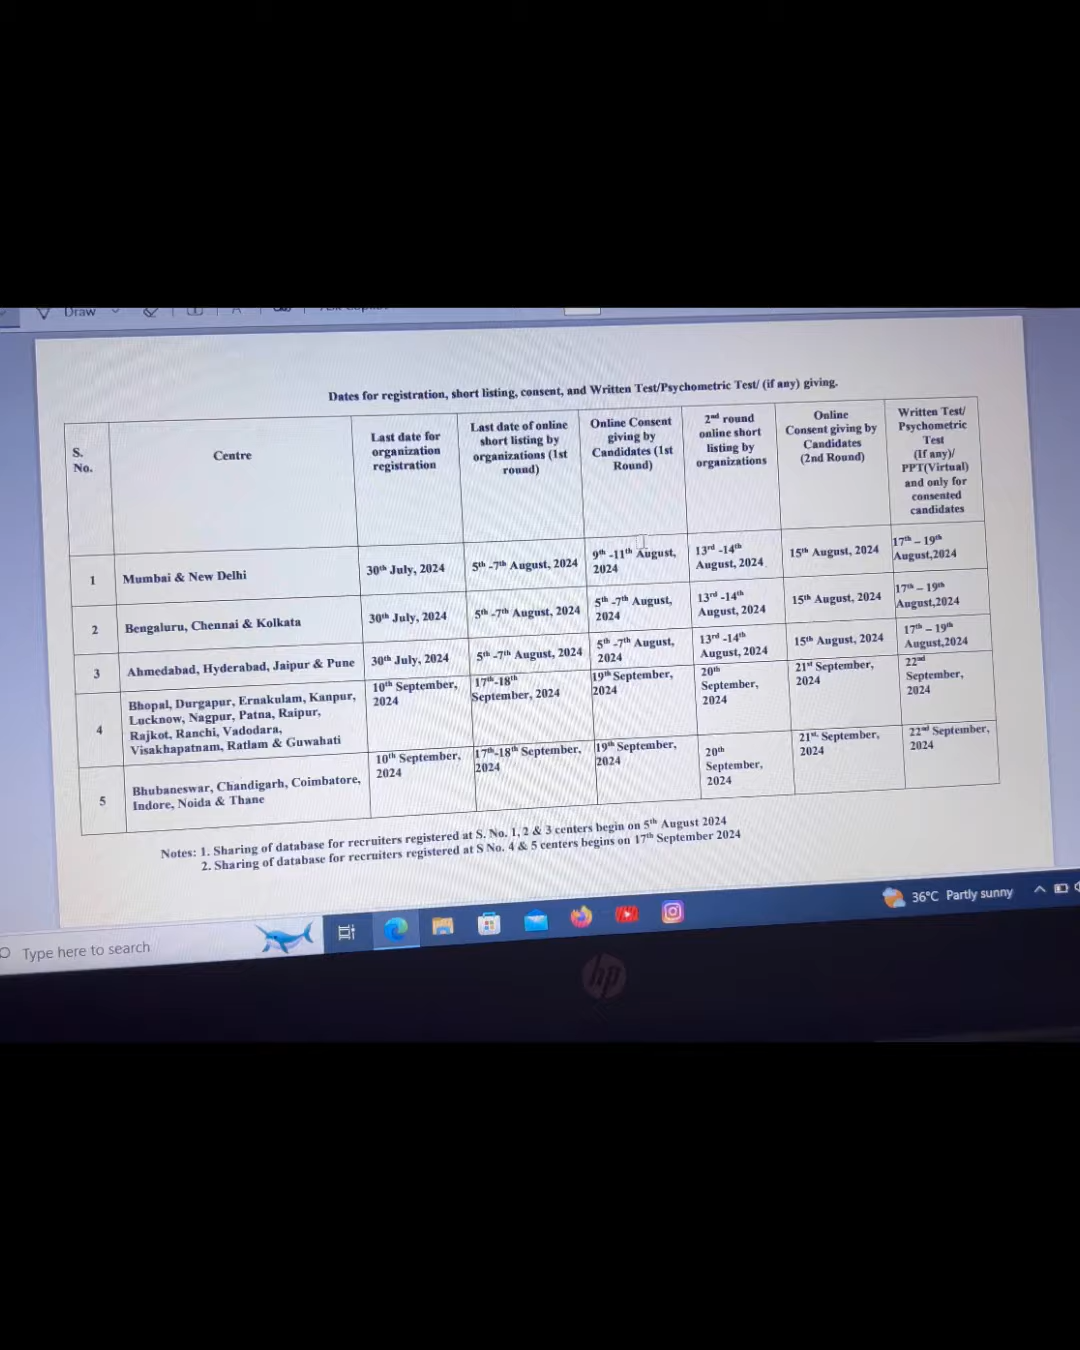 Draw
Dates for registration, short listing, consent, and Written Test/Psychometric Test/ (if any) giving.
S.
No.
Centre
Last date for
organization
registration
Last date of online
short listing by
organizations (1st
round)
Online Consent
giving by
Candidates (1st
Round)
2nd round
online short
listing by
organizations
Online
Consent giving by
Candidates
(2nd Round)
Written Test/
Psychometric
Test
(If any)/
PPT(Virtual)
and only for
consented
candidates
1
Mumbai & New Delhi
30th July, 2024
5th -7th August, 2024
9th -11th August,
2024
13rd -14th
August, 2024
15th August, 2024
17th – 19th
August,2024
2
Bengaluru, Chennai & Kolkata
30th July, 2024
5th -7th August, 2024
5th -7th August,
2024
13rd -14th
August, 2024
15th August, 2024
17th – 19th
August,2024
3
Ahmedabad, Hyderabad, Jaipur & Pune
30th July, 2024
5th -7th August, 2024
5th -7th August,
2024
13rd -14th
August, 2024
15th August, 2024
17th – 19th
August,2024
4
Bhopal, Durgapur, Ernakulam, Kanpur,
Lucknow, Nagpur, Patna, Raipur,
Rajkot, Ranchi, Vadodara,
Visakhapatnam, Ratlam & Guwahati
10th September,
2024
17th-18th
September, 2024
19th September,
2024
20th
September,
2024
21st September,
2024
22nd
September,
2024
5
Bhubaneswar, Chandigarh, Coimbatore,
Indore, Noida & Thane
10th September,
2024
17th-18th September,
2024
19th September,
2024
20th
September,
2024
21st September,
2024
22nd September,
2024
Notes: 1. Sharing of database for recruiters registered at S. No. 1, 2 & 3 centers begin on 5th August 2024
2. Sharing of database for recruiters registered at S No. 4 & 5 centers begins on 17th September 2024
Type here to search
36°C Partly sunny
hp